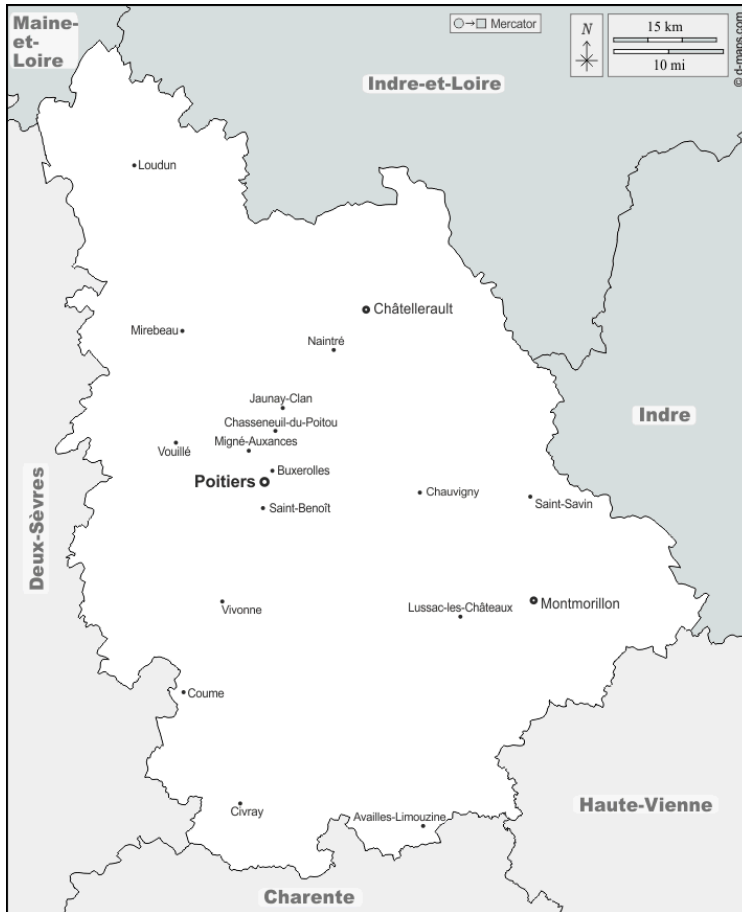 Maine-
et-
Loire
Mercator
N
15 km
10 mi
© d-maps.com
Indre-et-Loire
Loudun
Châtellerault
Mirebeau
Naintré
Jaunay-Clan
Indre
Chasseneuil-du-Poitou
Migné-Auxances
Vouillé
Buxerolles
Poitiers
Chauvigny
Saint-Savin
Saint-Benoît
Deux-Sèvres
Vivonne
Lussac-les-Châteaux
Montmorillon
Coume
Civray
Availles-Limouzine
Haute-Vienne
Charente